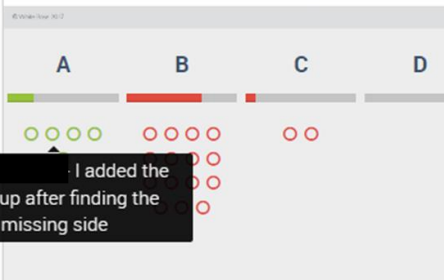 A
B
C
D
- I added the
up after finding the
missing side